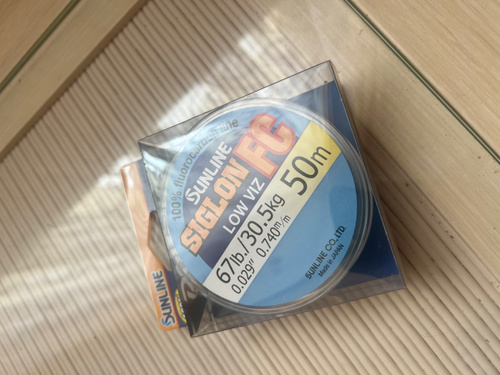 100% fluorocarbon line
SUNLINE
SIGLON FC
LOW VIZ
50m
67lb./30.5kg
0.029" 0.740m/m
SUNLINE CO.,LTD.
Made in JAPAN
SUNLINE